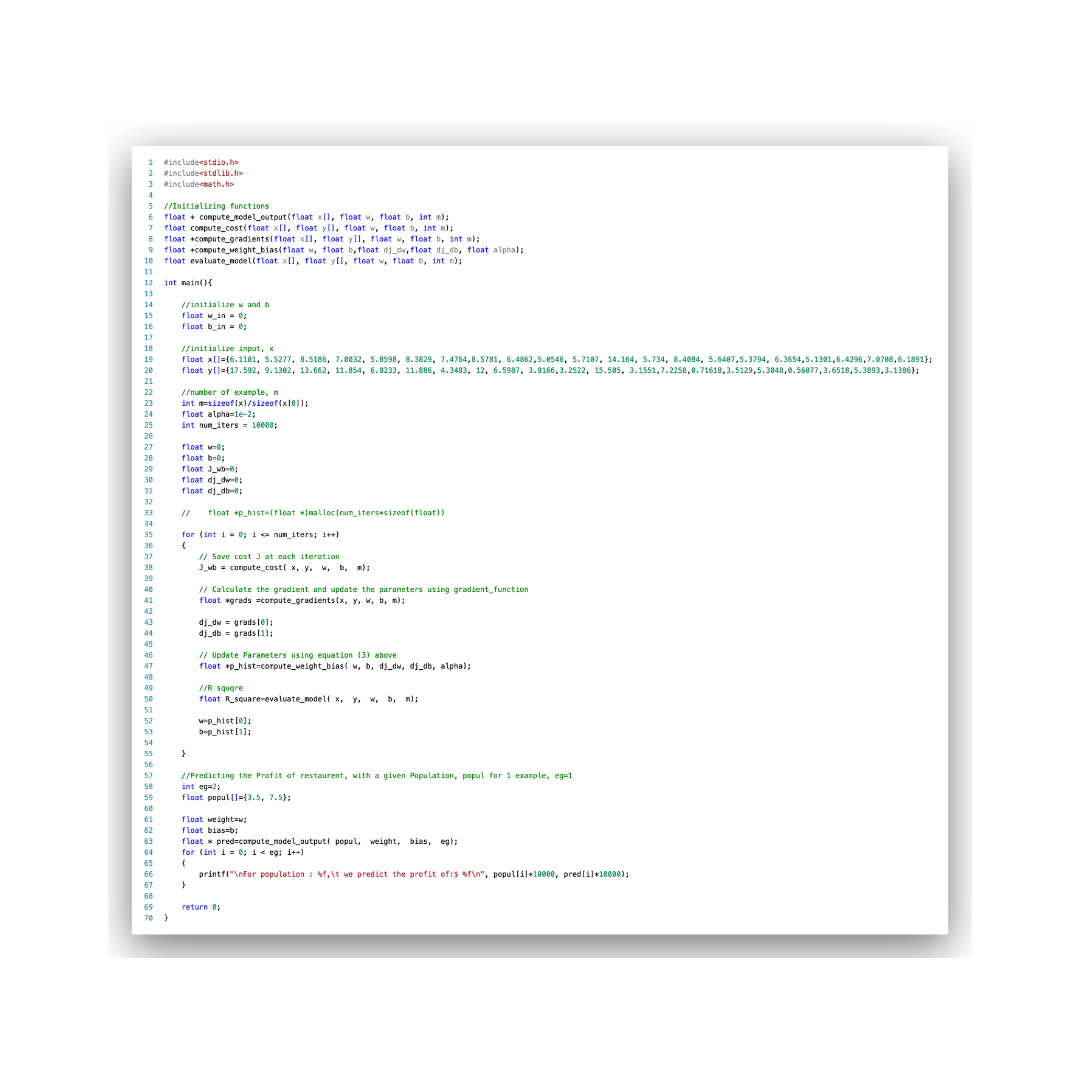 1 #include<stdio.h>
2 #include<stdlib.h>
3 #include<math.h>
4
5 //Initializing functions
6 float * compute_model_output(float x[], float w, float b, int m);
7 float compute_cost(float x[], float y[], float w, float b, int m);
8 float *compute_gradients(float x[], float y[], float w, float b, int m);
9 float *compute_weight_bias(float w, float b,float dj_dw,float dj_db, float alpha);
10 float evaluate_model(float x[], float y[], float w, float b, int m);
11
12 int main(){
13
14 //initialize w and b
15 float w_in = 0;
16 float b_in = 0;
17
18 //initialize input, x
19 float x[]={6.1101, 5.5277, 8.5186, 7.0032, 5.8598, 8.3829, 7.4764,8.5781, 6.4862,5.0546, 5.7107, 14.164, 5.734, 8.4084, 5.6407,5.3794, 6.3654,5.1301,6.4296,7.0708,6.1891};
20 float y[]={17.592, 9.1302, 13.662, 11.854, 6.8233, 11.886, 4.3483, 12, 6.5987, 3.8166,3.2522, 15.505, 3.1551,7.2258,0.71618,3.5129,5.3048,0.56077,3.6518,5.3893,3.1386};
21
22 //number of example, m
23 int m=sizeof(x)/sizeof(x[0]);
24 float alpha=1e-2;
25 int num_iters = 10000;
26
27 float w=0;
28 float b=0;
29 float J_wb=0;
30 float dj_dw=0;
31 float dj_db=0;
32
33 // float *p_hist=(float *)malloc(num_iters*sizeof(float))
34
35 for (int i = 0; i <= num_iters; i++)
36 {
37 // Save cost J at each iteration
38 J_wb = compute_cost( x, y, w, b, m);
39
40 // Calculate the gradient and update the parameters using gradient_function
41 float *grads =compute_gradients(x, y, w, b, m);
42
43 dj_dw = grads[0];
44 dj_db = grads[1];
45
46 // Update Parameters using equation (3) above
47 float *p_hist=compute_weight_bias( w, b, dj_dw, dj_db, alpha);
48
49 //R squqre
50 float R_square=evaluate_model( x, y, w, b, m);
51
52 w=p_hist[0];
53 b=p_hist[1];
54
55 }
56
57 //Predicting the Profit of restaurent, with a given Population, popul for 1 example, eg=1
58 int eg=2;
59 float popul[]={3.5, 7.5};
60
61 float weight=w;
62 float bias=b;
63 float * pred=compute_model_output( popul, weight, bias, eg);
64 for (int i = 0; i < eg; i++)
65 {
66 printf("\nFor population : %f,\t we predict the profit of:$ %f\n", popul[i]*10000, pred[i]*10000);
67 }
68
69 return 0;
70 }